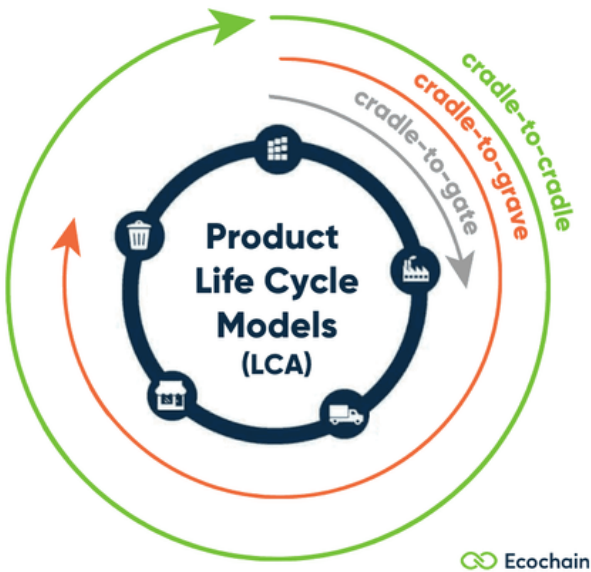 cradle-to-cradle
cradle-to-grave
cradle-to-gate
Product
Life Cycle
Models
(LCA)
Ecochain